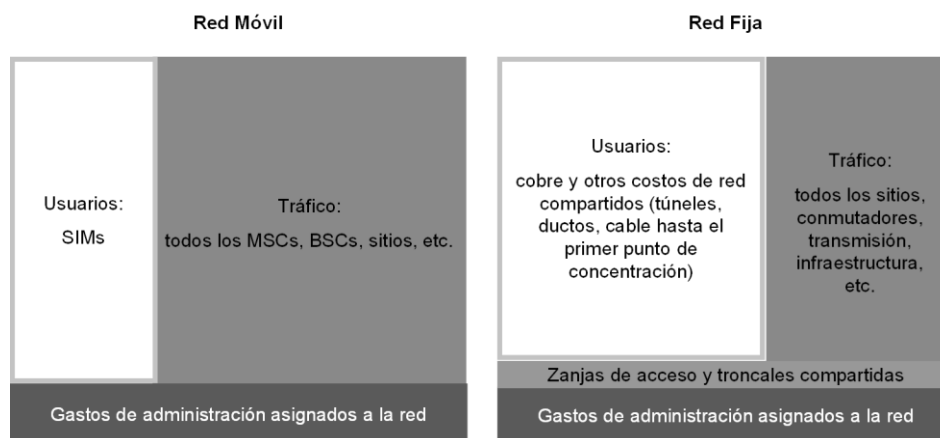 Red Móvil
Usuarios:
SIMs
Tráfico:
todos los MSCs, BSCs, sitios, etc.
Gastos de administración asignados a la red
Red Fija
Usuarios:
cobre y otros costos de red
compartidos (túneles,
ductos, cable hasta el
primer punto de
concentración)
Tráfico:
todos los sitios,
conmutadores,
transmisión,
infraestructura,
etc.
Zanjas de acceso y troncales compartidas
Gastos de administración asignados a la red